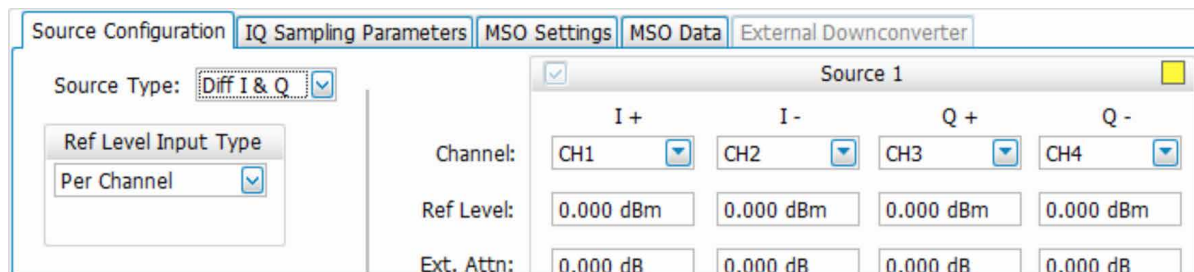 Source Configuration IQ Sampling Parameters MSO Settings MSO Data External Downconverter
Source Type: Diff I & Q
Source 1
I + I - Q + Q -
Ref Level Input Type
Channel: CH1 CH2 CH3 CH4
Per Channel
Ref Level: 0.000 dBm 0.000 dBm 0.000 dBm 0.000 dBm
Ext. Attn: 0.000 dB 0.000 dB 0.000 dB 0.000 dB